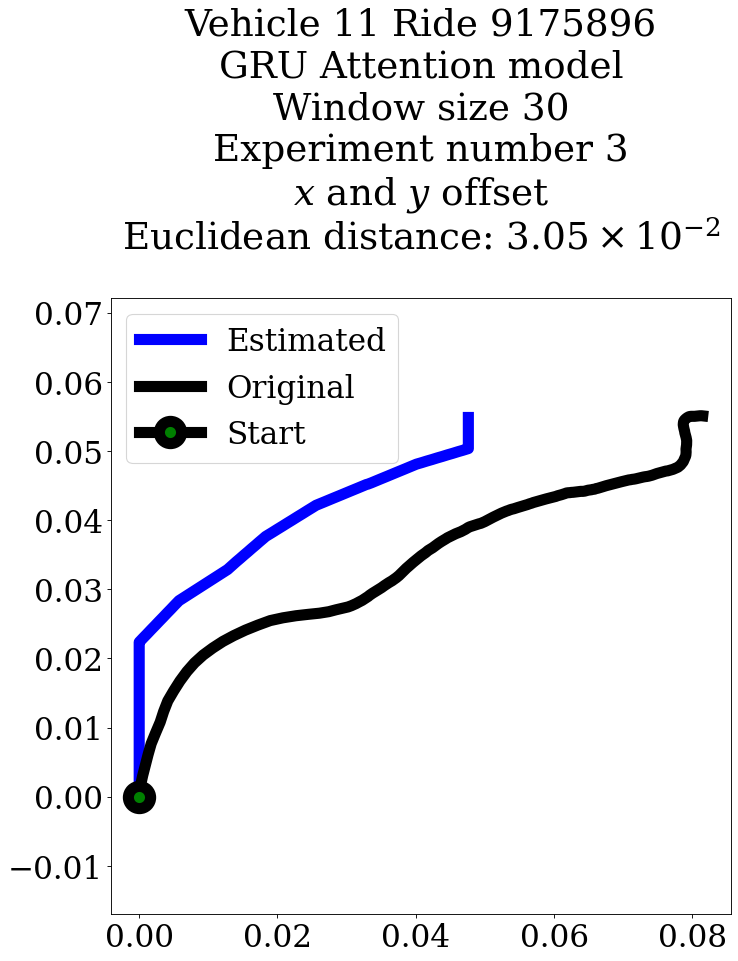 Vehicle 11 Ride 9175896
GRU Attention model
Window size 30
Experiment number 3
x and y offset
Euclidean distance: 3.05 × 10⁻²
0.07
0.06
0.05
0.04
0.03
0.02
0.01
0.00
−0.01
Estimated
Original
Start
0.00 0.02 0.04 0.06 0.08